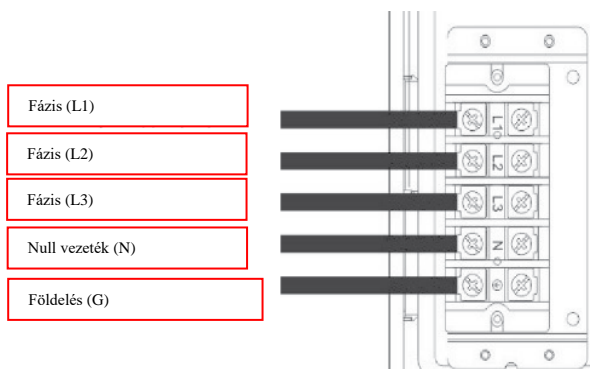 Fázis (L1)
L1
Fázis (L2)
L2
Fázis (L3)
L3
Null vezeték (N)
N
Földelés (G)